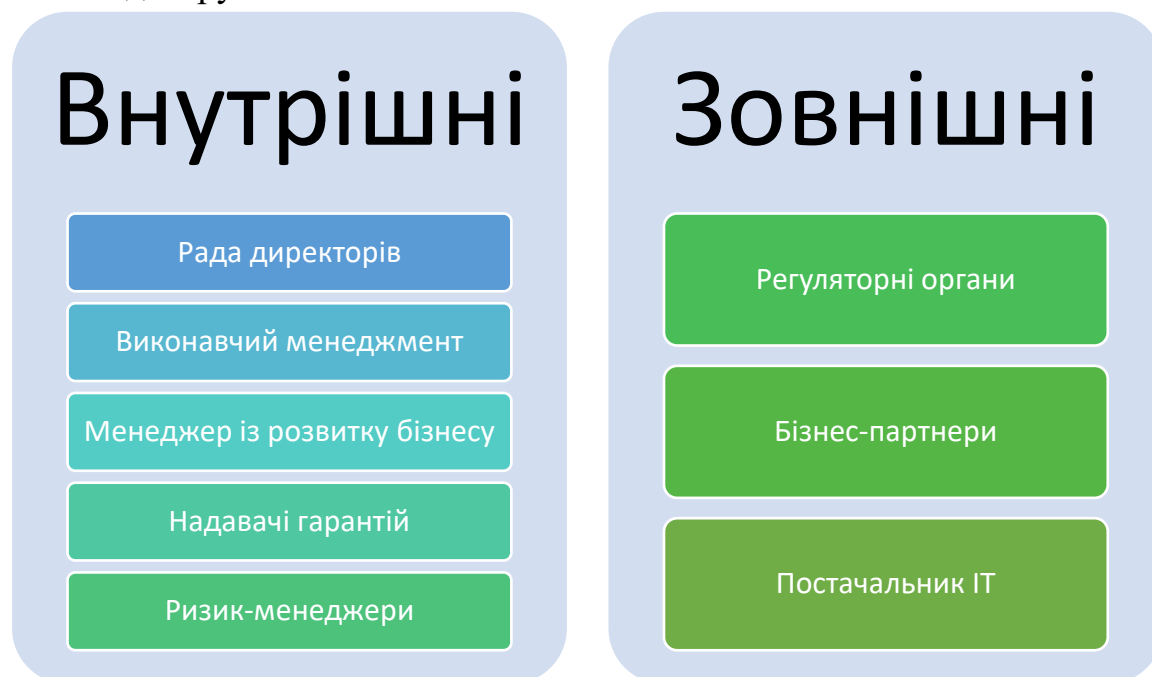 Внутрішні
Рада директорів
Виконавчий менеджмент
Менеджер із розвитку бізнесу
Надавачі гарантій
Ризик-менеджери
Зовнішні
Регуляторні органи
Бізнес-партнери
Постачальник ІТ